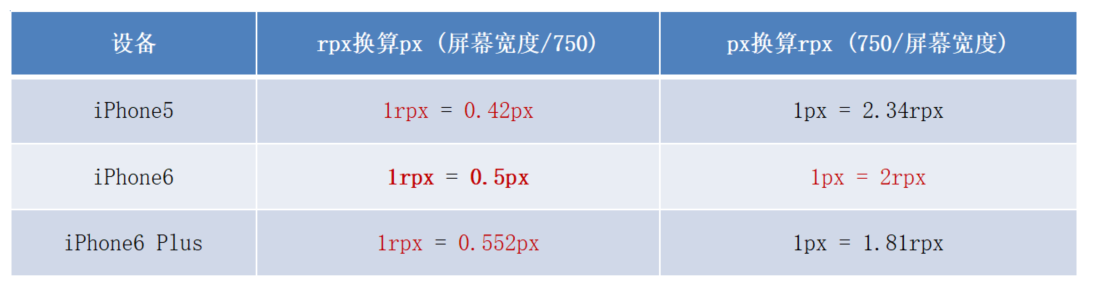 设备 rpx换算px (屏幕宽度/750) px换算rpx (750/屏幕宽度)
iPhone5 1rpx = 0.42px 1px = 2.34rpx
iPhone6 1rpx = 0.5px 1px = 2rpx
iPhone6 Plus 1rpx = 0.552px 1px = 1.81rpx